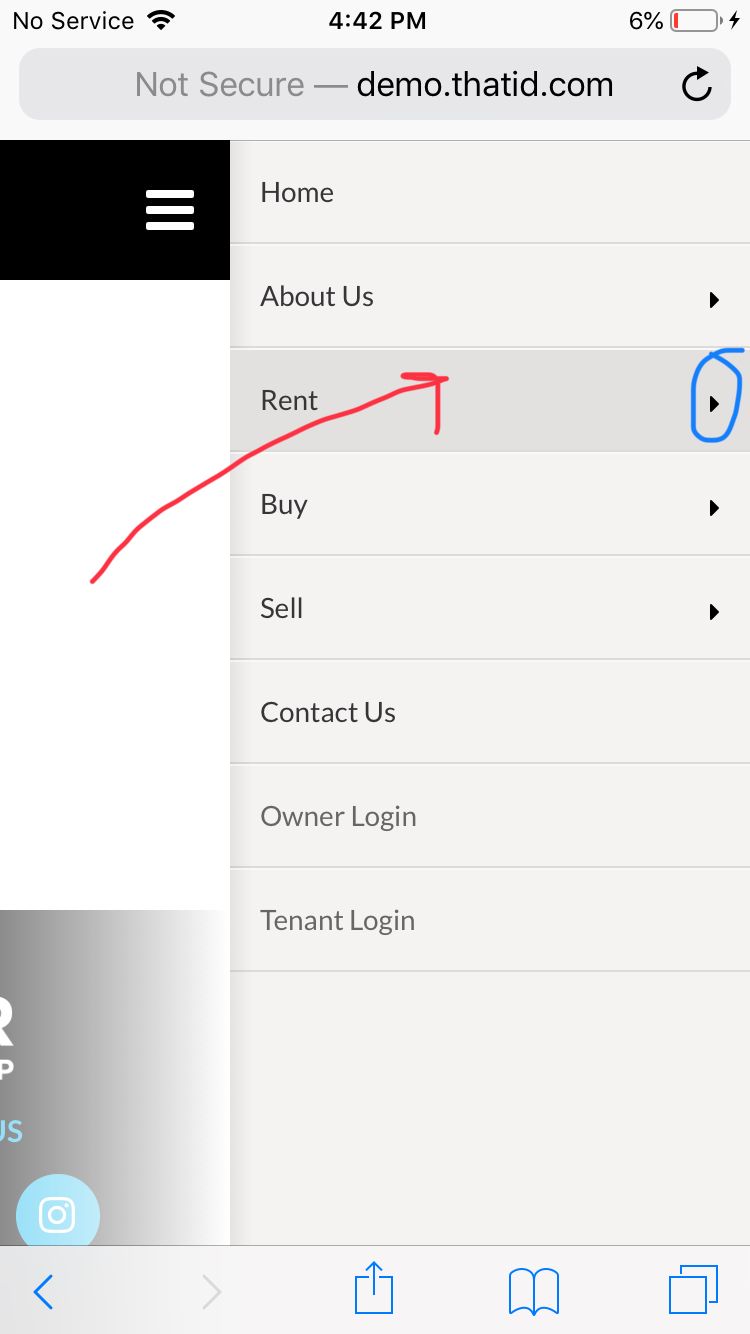 No Service 4:42 PM 6%
Not Secure — demo.thatid.com
Home
About Us
Rent
Buy
Sell
Contact Us
Owner Login
Tenant Login
R
P
US